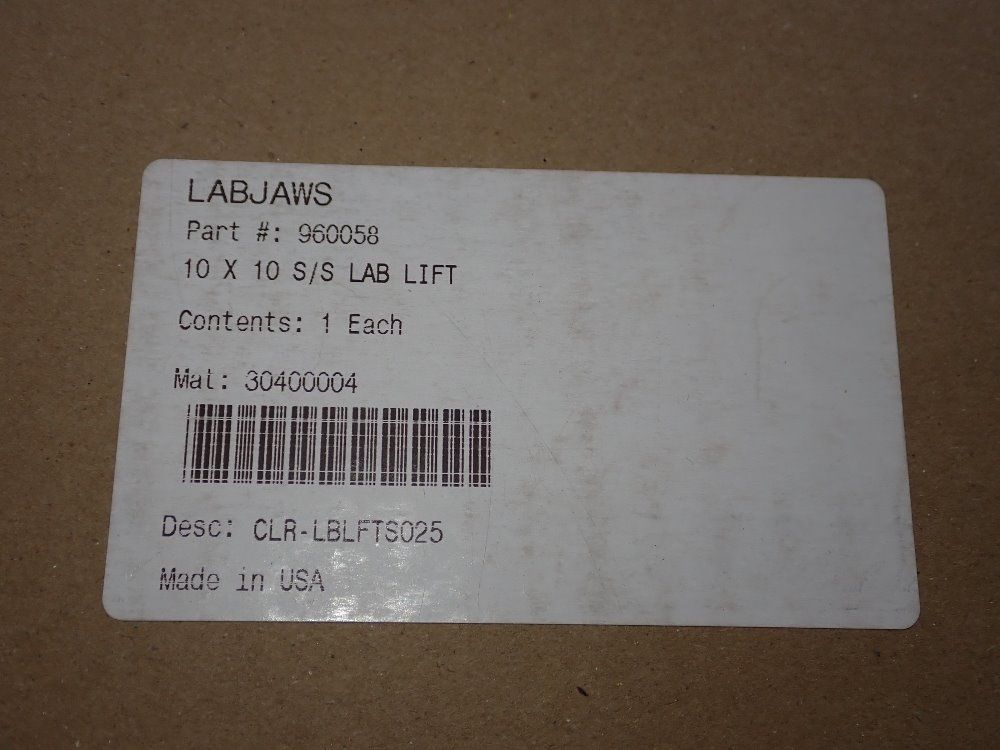 LABJAWS
Part #: 960058
10 X 10 S/S LAB LIFT
Contents: 1 Each
Mat: 30400004
Desc: CLR-LBLFTS025
Made in USA